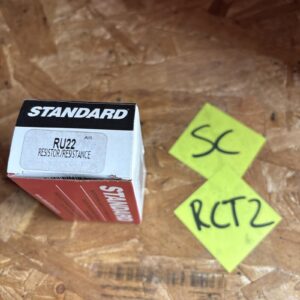 STANDARD
RU22
RESISTOR/RESISTANCE
STANDARD
SC
RCT2